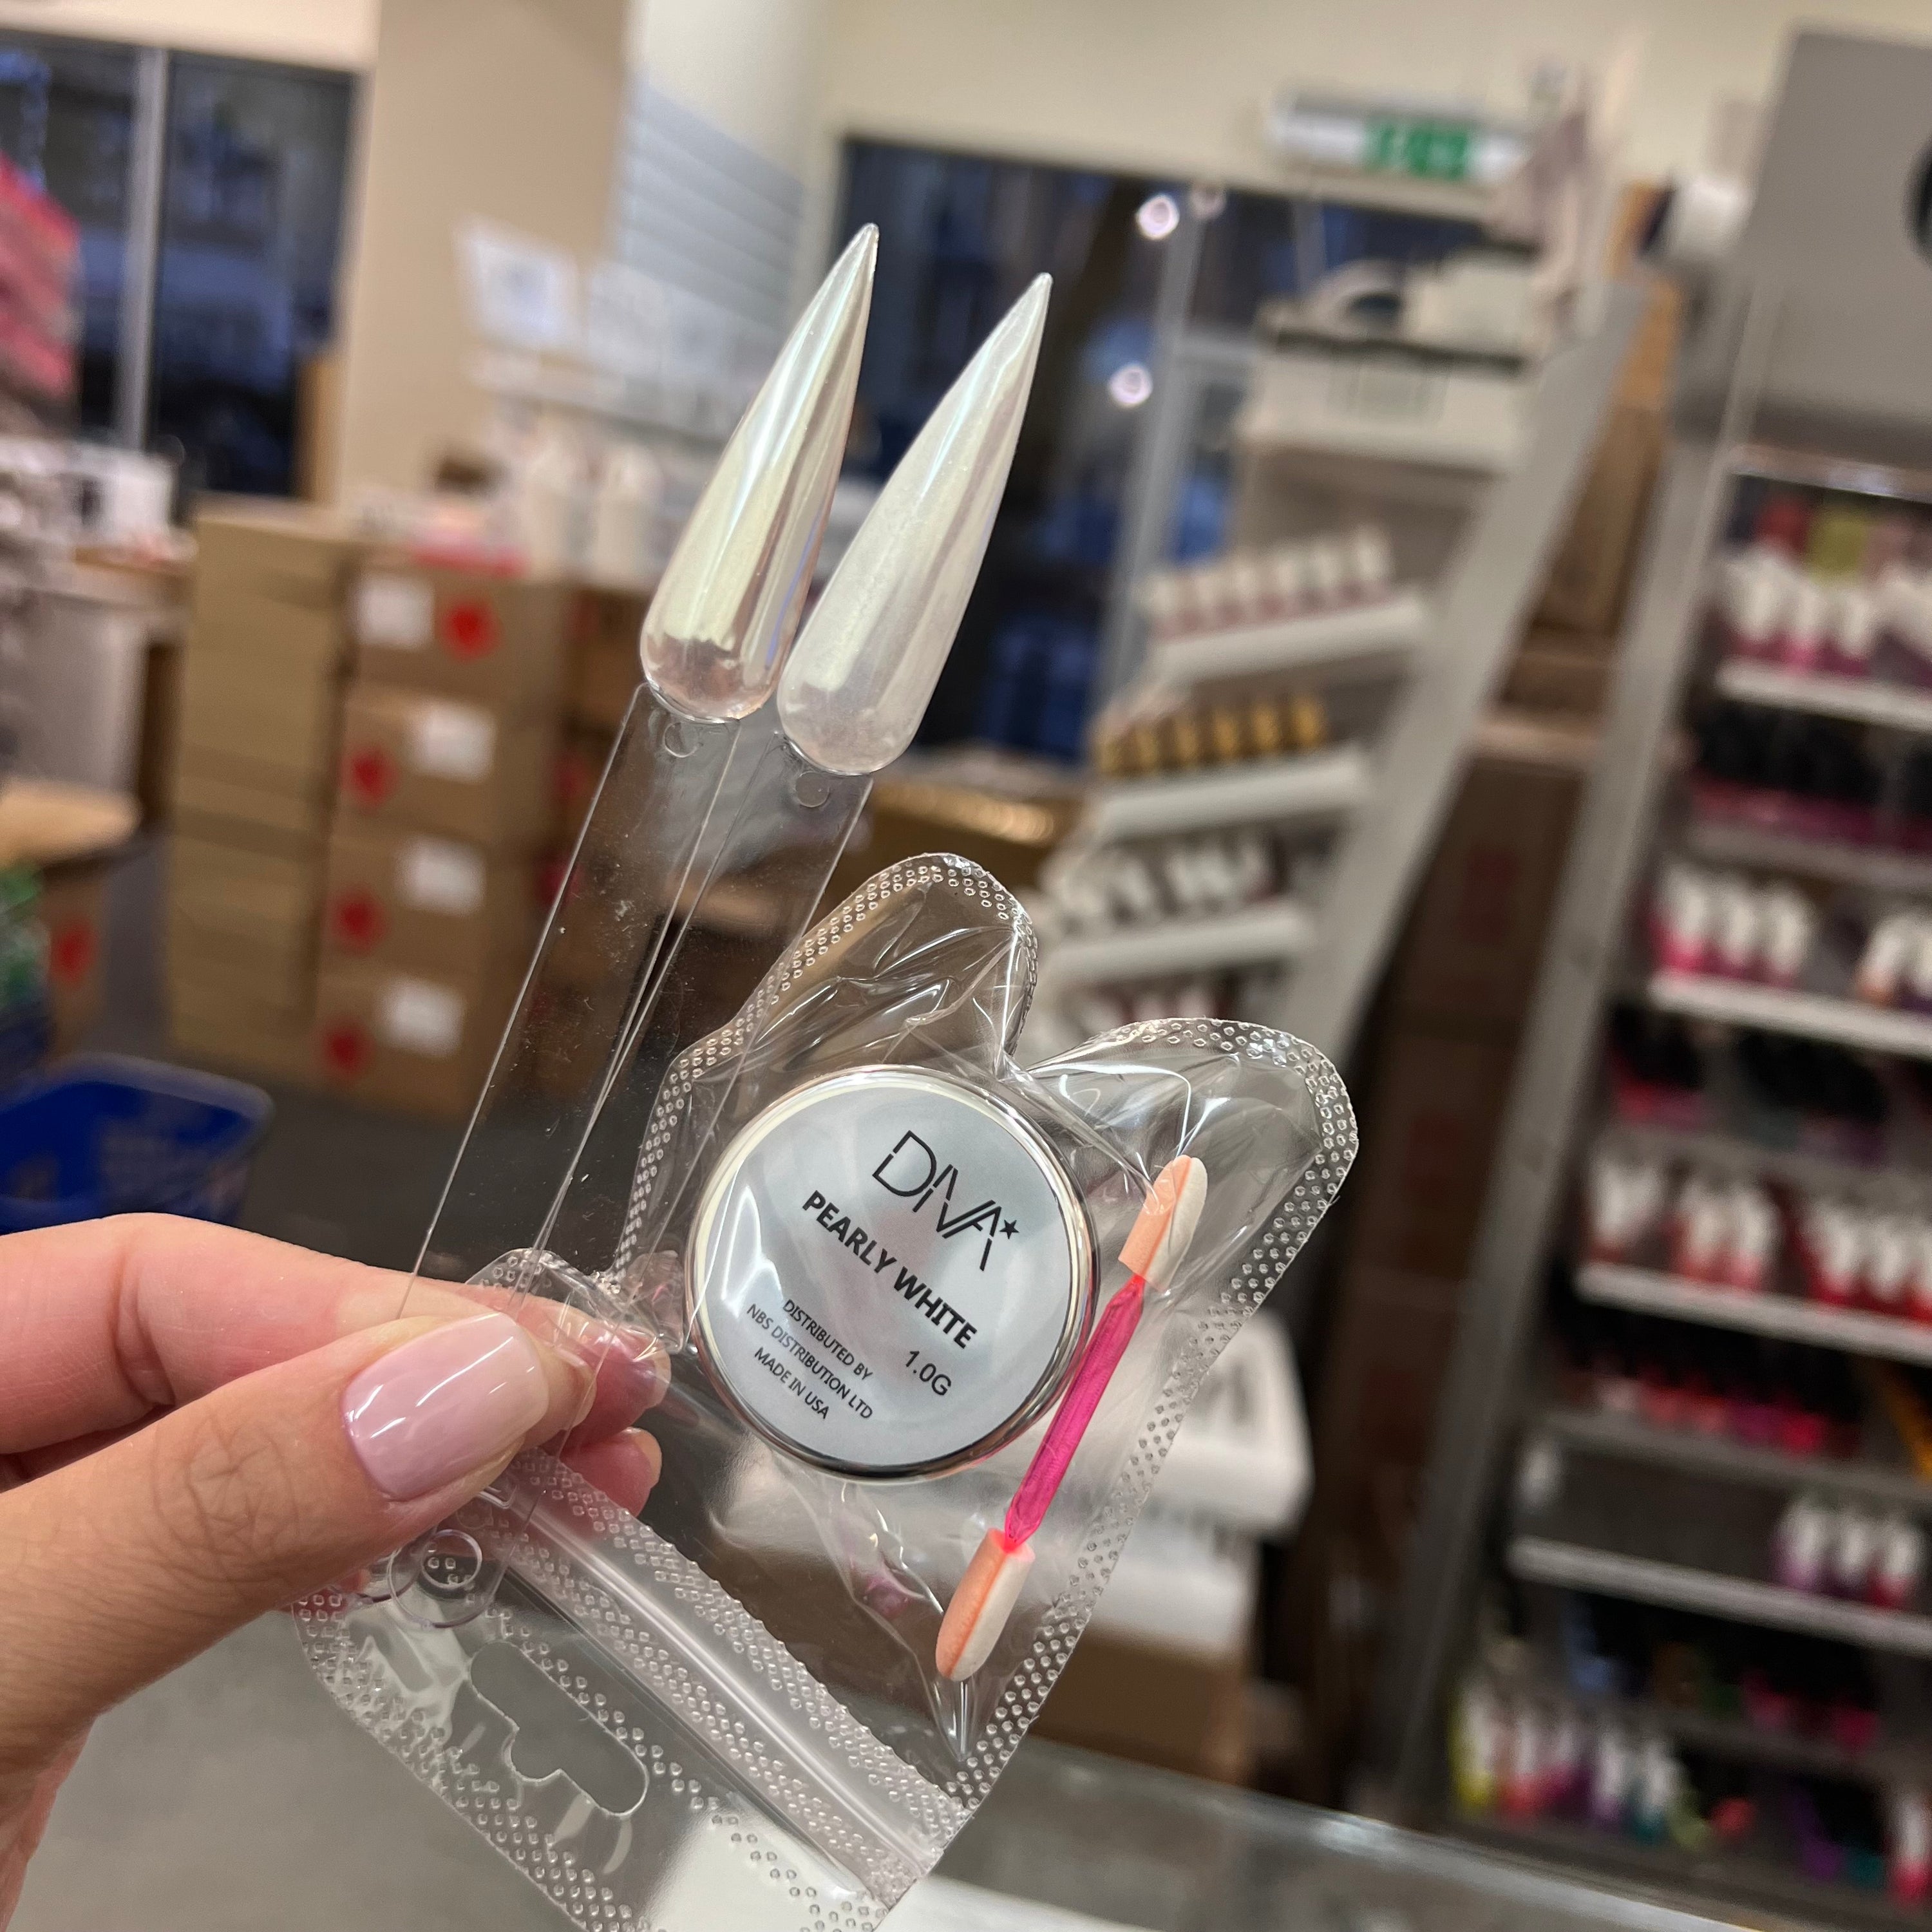 DIVA
PEARLY WHITE
1.0G
DISTRIBUTED BY
NBS DISTRIBUTION LTD
MADE IN USA